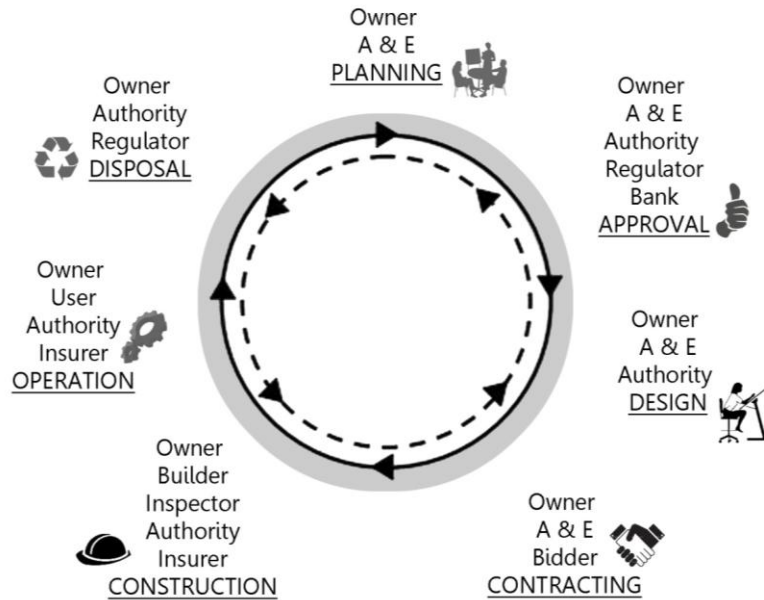 Owner
A & E
PLANNING
Owner
A & E
Authority
Regulator
Bank
APPROVAL
Owner
A & E
Authority
DESIGN
Owner
A & E
Bidder
CONTRACTING
Owner
Builder
Inspector
Authority
Insurer
CONSTRUCTION
Owner
User
Authority
Insurer
OPERATION
Owner
Authority
Regulator
DISPOSAL